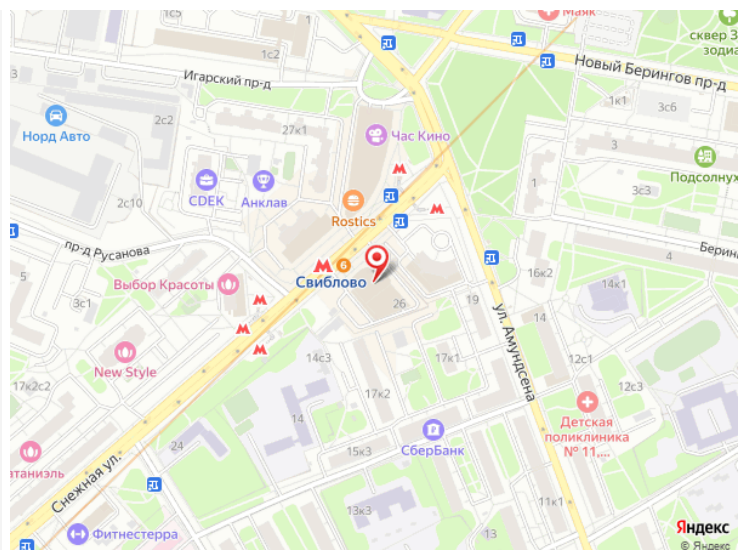 1с5
1с2
Маяк
сквер З
зодиа
Игарский пр-д
Новый Берингов пр-д
1к1
3с6
2с2
Норд Авто
27к1
Час Кино
3
Подсолнух
CDEK
Анклав
1
3с3
2с10
Rostics
пр-д Русанова
Берин
4
Свиблово
6
16к2
14к1
Выбор Красоты
3с1
26
19
14
ул. Амундсена
New Style
14с3
17к1
12с1
17к2с2
17к2
12с3
14
Детская
поликлиника
№ 11,...
СберБанк
24
15к3
атаниэль
Снежная ул.
11к1
Фитнестерра
13
13
Яндекс
© Яндекс